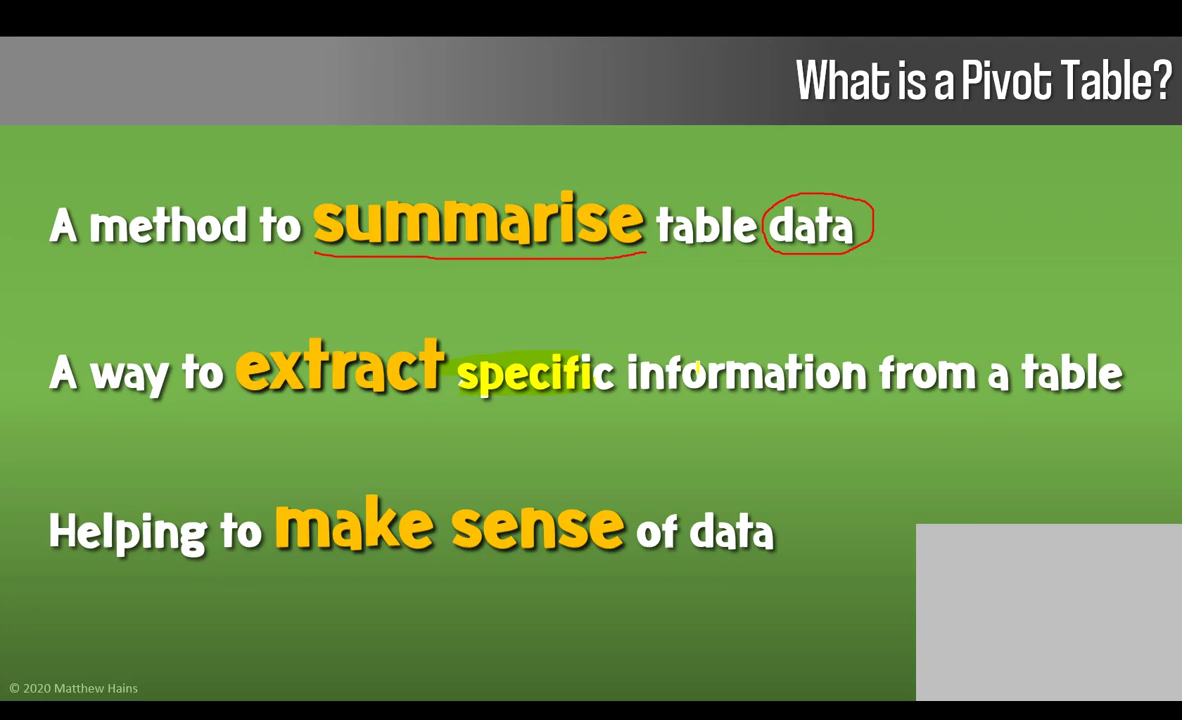 What is a Pivot Table?
A method to summarise table data
A way to extract specific information from a table
Helping to make sense of data
© 2020 Matthew Hains